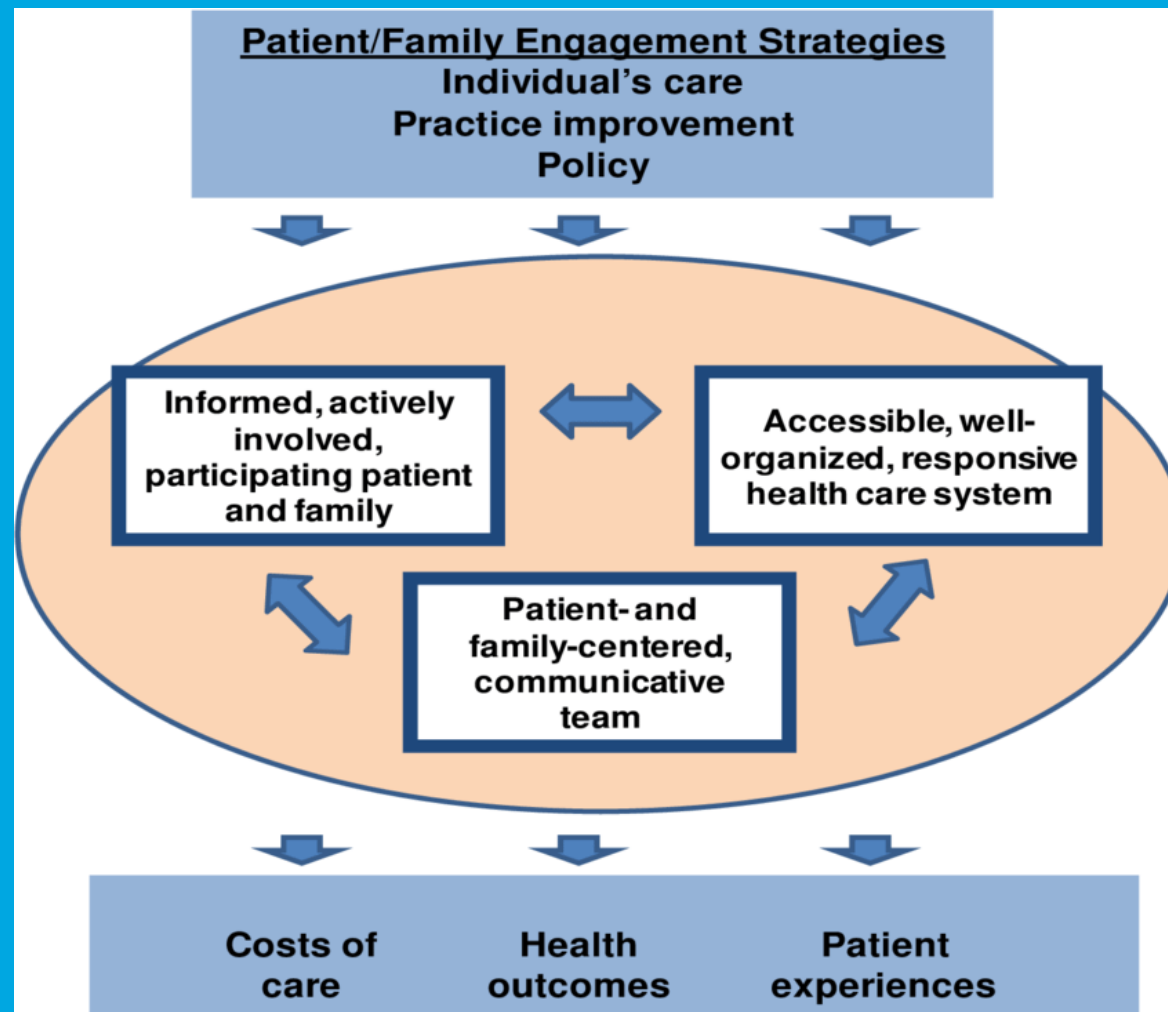 Patient/Family Engagement Strategies
Individual’s care
Practice improvement
Policy
Informed, actively
involved,
participating patient
and family
Accessible, well-
organized, responsive
health care system
Patient- and
family-centered,
communicative
team
Costs of
care
Health
outcomes
Patient
experiences